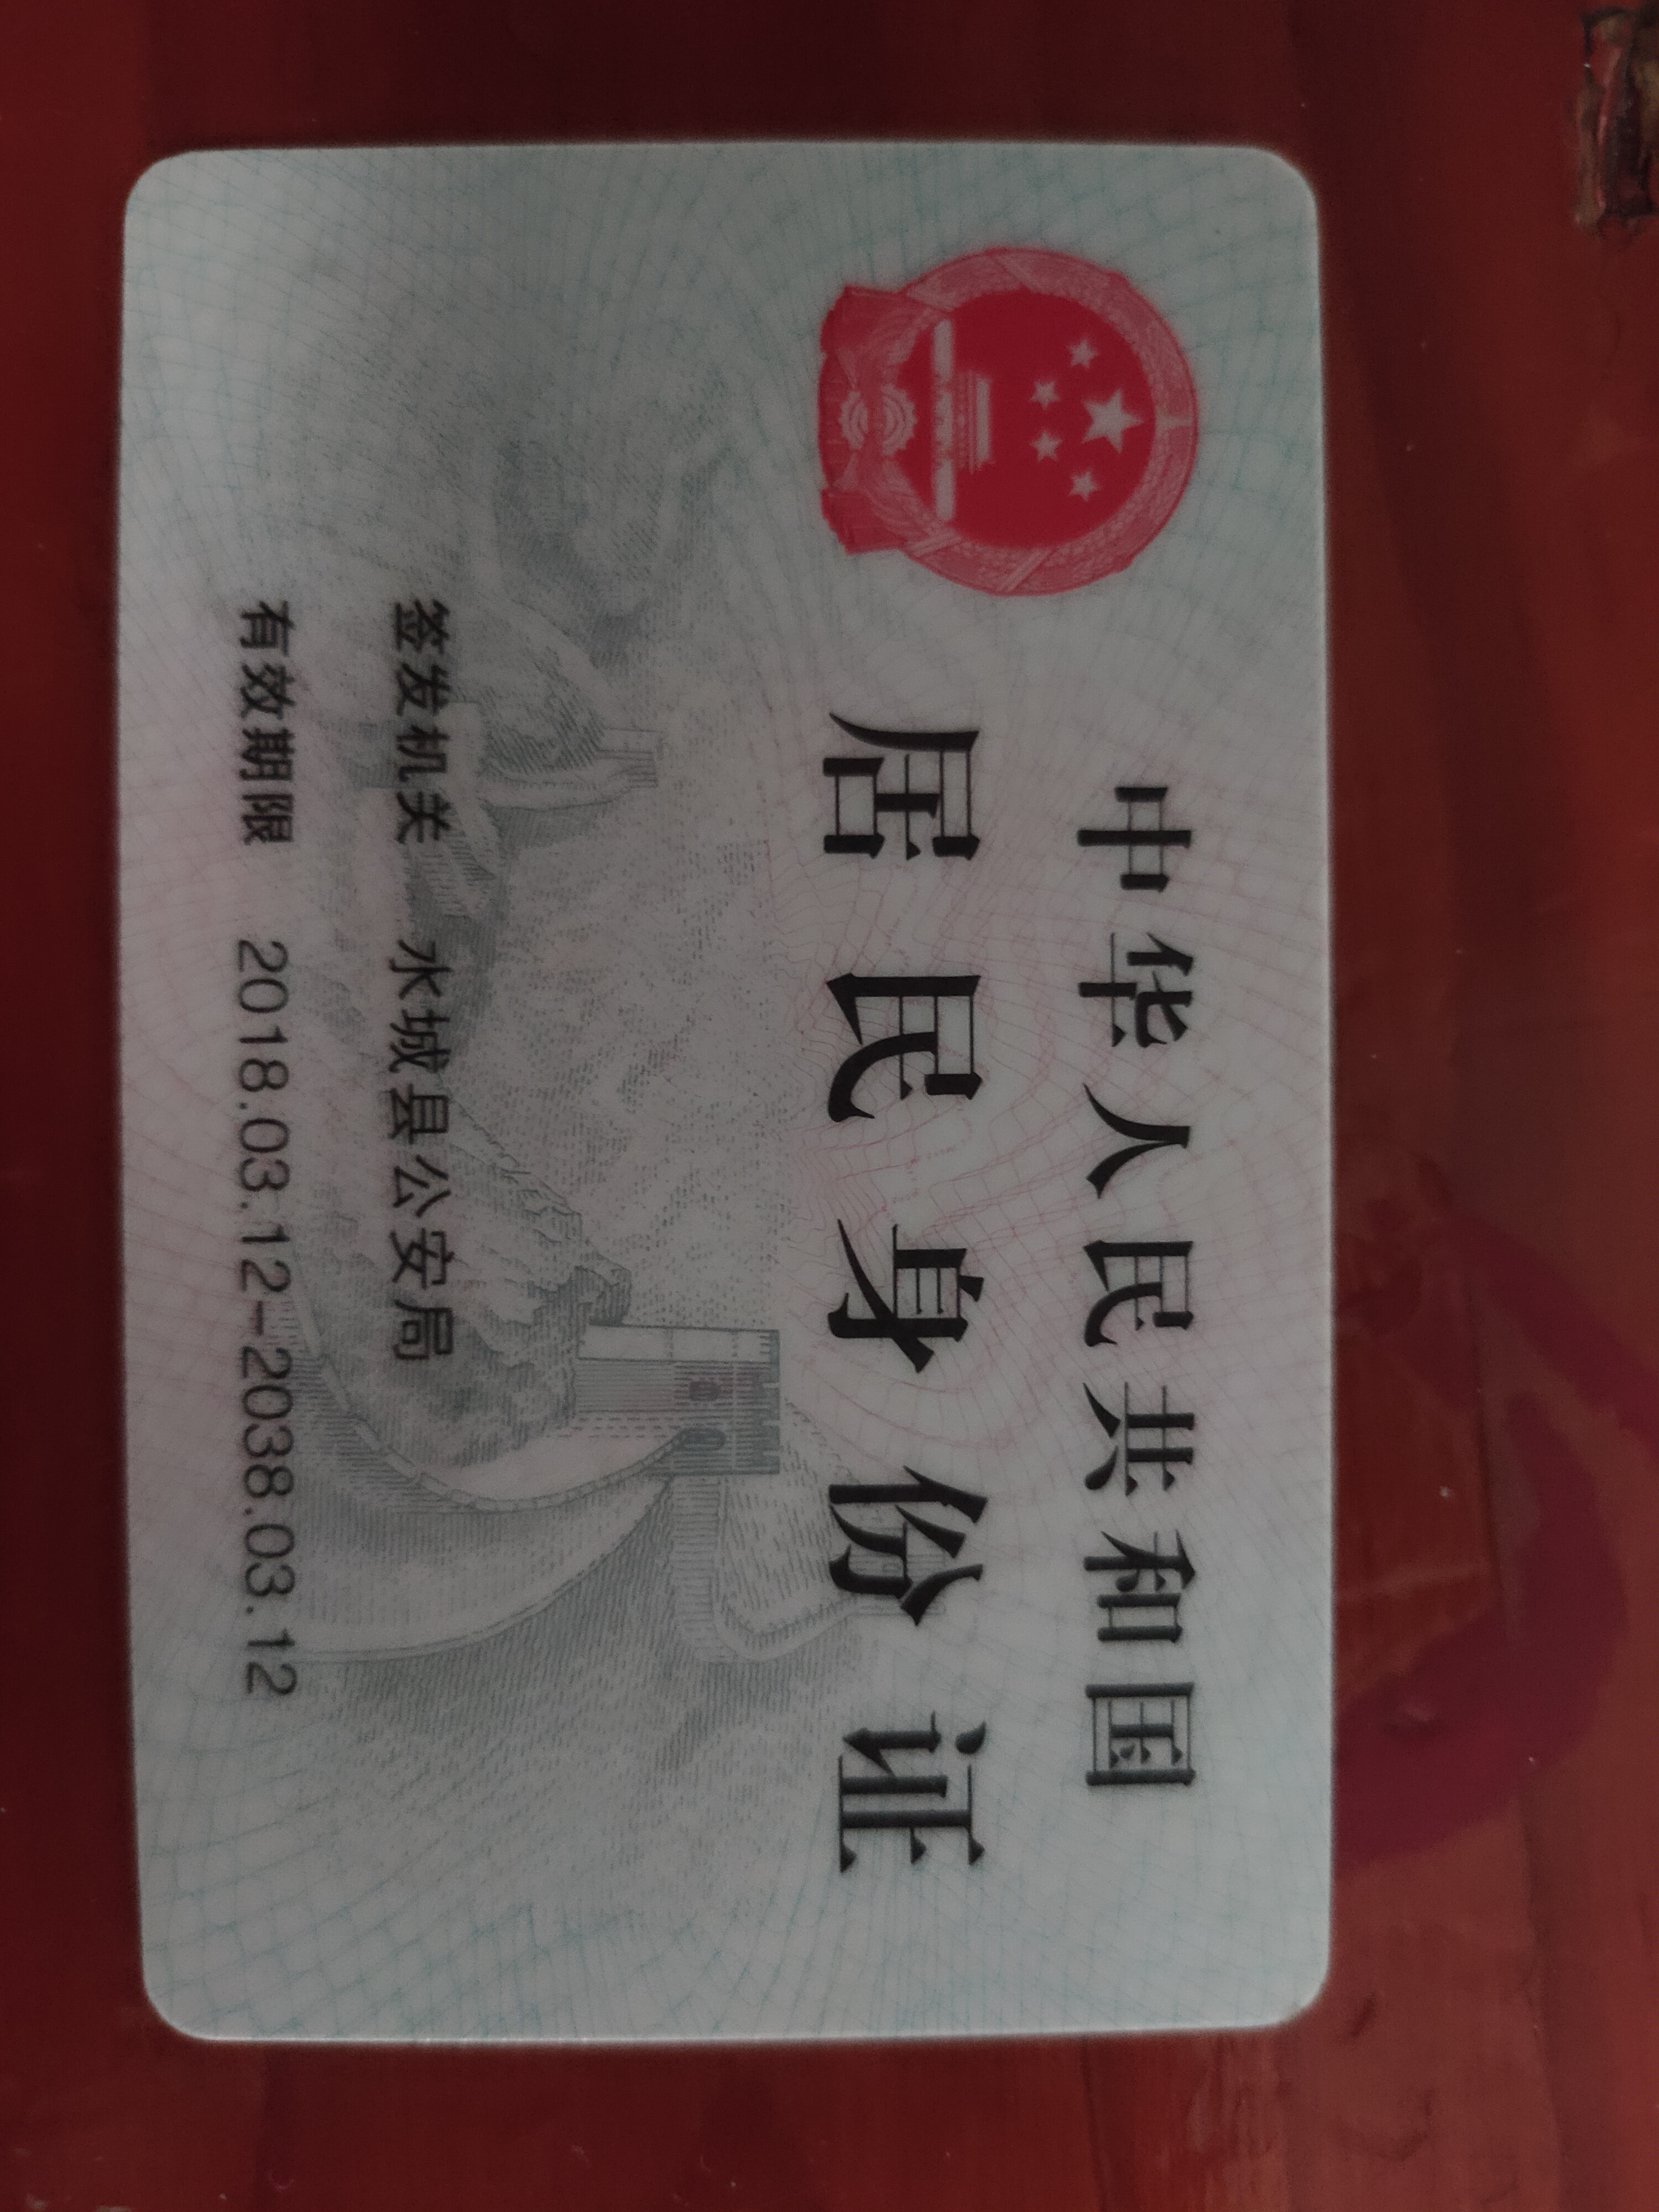 中华人民共和国
居民身份证
签发机关 水城县公安局
有效期限 2018.03.12-2038.03.12